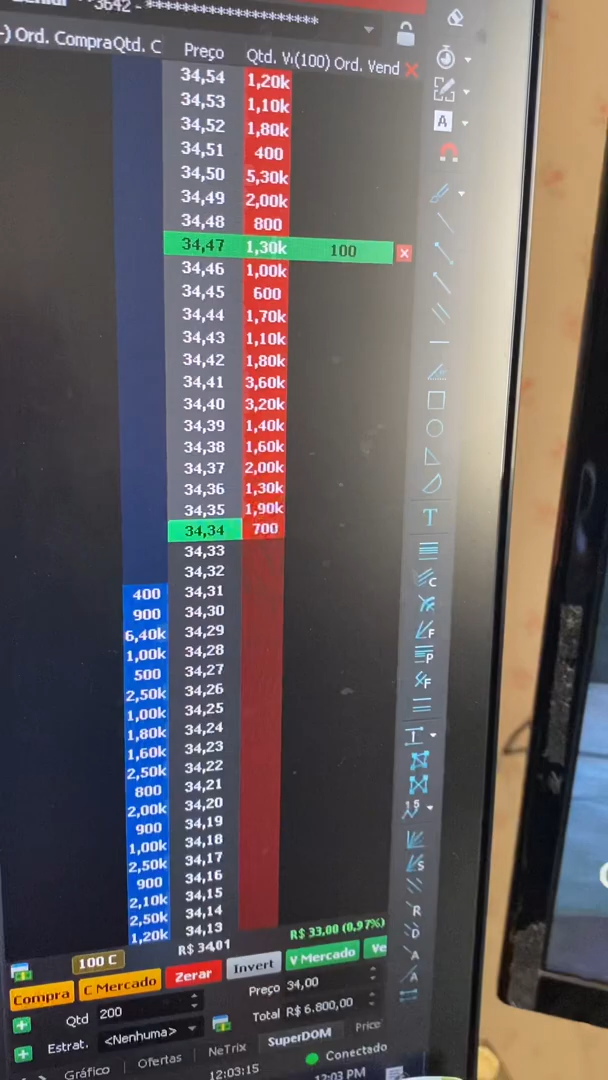 3642 - ********************
-) Ord. Compra Qtd. C Preço Qtd. V (100) Ord. Vend
34,54 1,20k
34,53 1,10k
34,52 1,80k
34,51 400
34,50 5,30k
34,49 2,00k
34,48 800
34,47 1,30k 100
34,46 1,00k
34,45 600
34,44 1,70k
34,43 1,10k
34,42 1,80k
34,41 3,60k
34,40 3,20k
34,39 1,40k
34,38 1,60k
34,37 2,00k
34,36 1,30k
34,35 1,90k
34,34 700
34,33
34,32
400 34,31
900 34,30
6,40k 34,29
1,00k 34,28
500 34,27
2,50k 34,26
1,00k 34,25
1,80k 34,24
1,60k 34,23
2,50k 34,22
800 34,21
2,00k 34,20
900 34,19
1,00k 34,18
2,50k 34,17
900 34,16
2,10k 34,15
2,50k 34,14
1,20k 34,13
R$ 34,01 R$ 33,00 (0,97%)
100 C
Compra C Mercado Zerar Invert V Mercado Ve
Qtd 200 Preço 34,00
Estrat. <Nenhuma> Total R$ 6.800,00
Gráfico Ofertas NeTrix SuperDOM Price
12:03:15 Conectado
12:03 PM